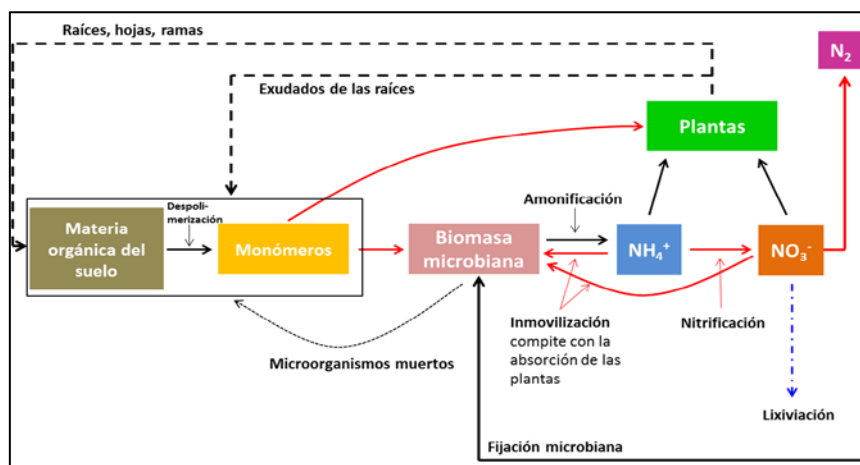 Raíces, hojas, ramas
N₂
Exudados de las raíces
Plantas
Despoli-
merización
Amonificación
Materia
orgánica del
suelo
Monómeros
Biomasa
microbiana
NH₄⁺
NO₃⁻
Inmovilización
compite con la
absorción de las
plantas
Nitrificación
Microorganismos muertos
Lixiviación
Fijación microbiana